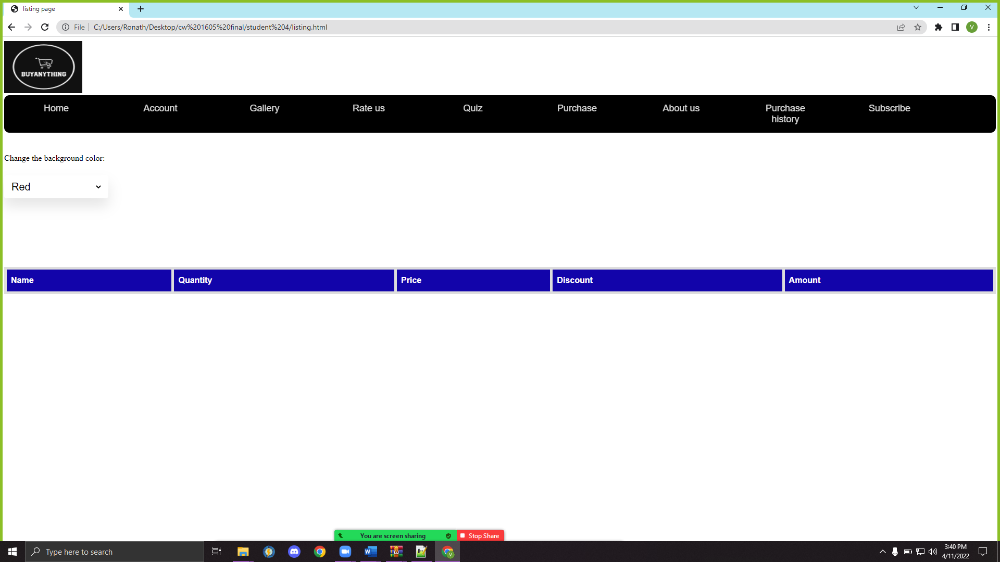 listing page
File
C:/Users/Ronath/Desktop/cw%201605%20final/student%204/listing.html
V
BUYANYTHING
Home
Account
Gallery
Rate us
Quiz
Purchase
About us
Purchase
history
Subscribe
Change the background color:
Red
Name
Quantity
Price
Discount
Amount
You are screen sharing
Stop Share
Type here to search
W
V
3:40 PM
4/11/2022